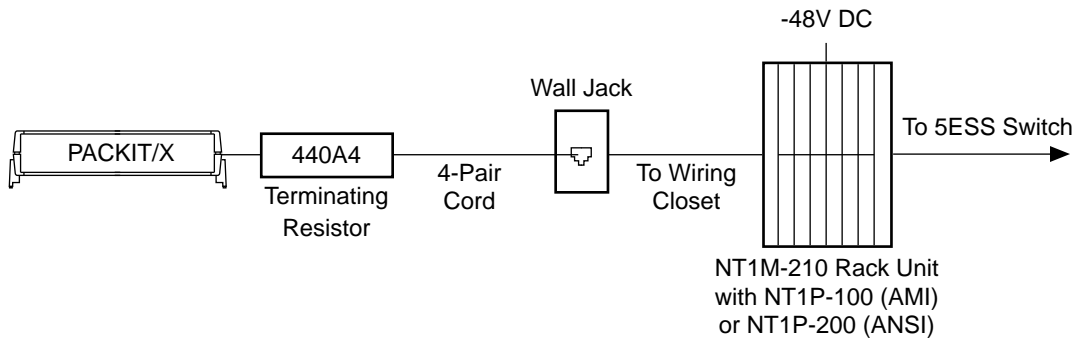 -48V DC
Wall Jack
To 5ESS Switch
PACKIT/X
440A4
Terminating
Resistor
4-Pair
Cord
To Wiring
Closet
NT1M-210 Rack Unit
with NT1P-100 (AMI)
or NT1P-200 (ANSI)